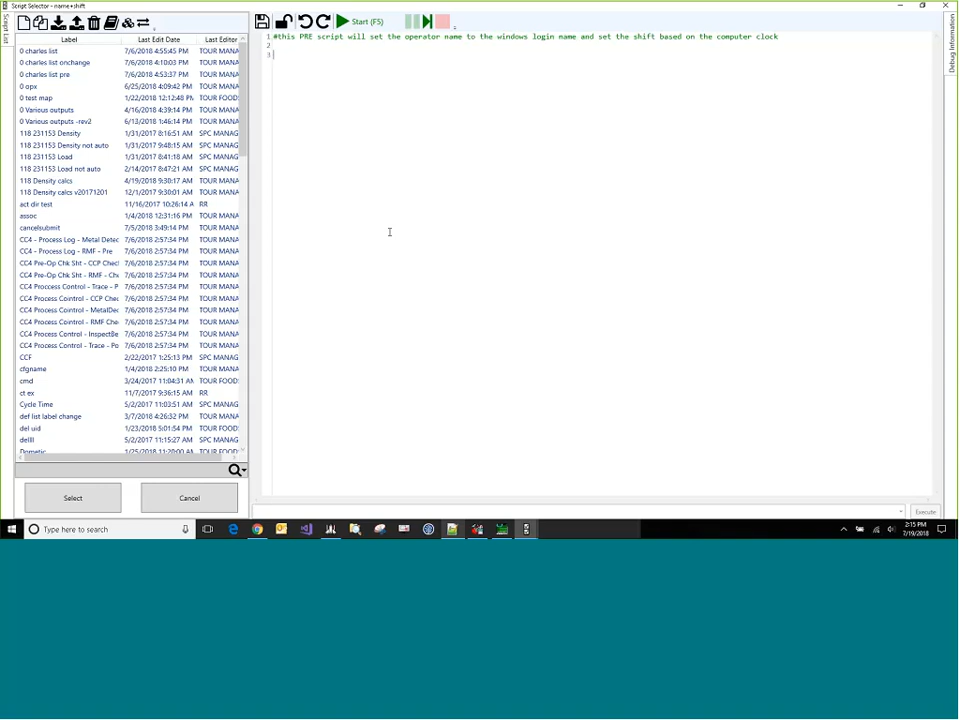 Script Selector - name+shift
Script List
Start (F5)
Debug Information
Label Last Edit Date Last Editor
0 charles list 7/6/2018 4:55:45 PM TOUR MANA
0 charles list onchange 7/6/2018 4:10:03 PM TOUR MANA
0 charles list pre 7/6/2018 4:53:37 PM TOUR MANA
0 opx 6/25/2018 4:09:42 PM TOUR MANA
0 test map 1/22/2018 12:12:48 PM TOUR FOOD
0 Various outputs 4/16/2018 4:39:14 PM TOUR MANA
0 Various outputs -rev2 6/13/2018 1:46:14 PM TOUR MANA
118 231153 Density 1/31/2017 8:16:51 AM SPC MANAG
118 231153 Density not auto 1/31/2017 9:48:15 AM SPC MANAG
118 231153 Load 1/31/2017 8:41:18 AM SPC MANAG
118 231153 Load not auto 2/14/2017 8:47:21 AM SPC MANAG
118 Density calcs 4/19/2018 9:30:17 AM TOUR MANA
118 Density calcs v20171201 12/1/2017 9:30:01 AM TOUR MANA
act dir test 11/16/2017 10:26:14 A RR
assoc 1/4/2018 12:31:16 PM TOUR MANA
cancelsubmit 7/5/2018 3:49:14 PM TOUR MANA
CC4 - Process Log - Metal Detec 7/6/2018 2:57:34 PM TOUR MANA
CC4 - Process Log - RMF - Pre 7/6/2018 2:57:34 PM TOUR MANA
CC4 Pre-Op Chk Sht - CCP Chec 7/6/2018 2:57:34 PM TOUR MANA
CC4 Pre-Op Chk Sht - RMF - Che 7/6/2018 2:57:34 PM TOUR MANA
CC4 Proccess Control - Trace - P 7/6/2018 2:57:34 PM TOUR MANA
CC4 Process Cointrol - CCP Chec 7/6/2018 2:57:34 PM TOUR MANA
CC4 Process Cointrol - MetalDec 7/6/2018 2:57:34 PM TOUR MANA
CC4 Process Cointrol - RMF Che 7/6/2018 2:57:34 PM TOUR MANA
CC4 Process Control - InspectBe 7/6/2018 2:57:34 PM TOUR MANA
CC4 Process Control - Trace - Po 7/6/2018 2:57:34 PM TOUR MANA
CCF 2/22/2017 1:25:13 PM SPC MANAG
cfgname 1/4/2018 2:25:10 PM TOUR MANA
cmd 3/24/2017 11:04:31 AM TOUR FOOD
ct ex 11/7/2017 9:36:15 AM RR
Cycle Time 5/2/2017 11:03:51 AM SPC MANAG
def list label change 3/7/2018 4:26:32 PM TOUR MANA
del uid 1/23/2018 5:01:54 PM TOUR FOOD
delll 5/2/2017 11:15:27 AM SPC MANAG
Dometic 1/25/2018 11:20:00 AM TOUR FOOD
Select Cancel
1 #this PRE script will set the operator name to the windows login name and set the shift based on the computer clock
2
3
Execute
Type here to search
2:15 PM
7/19/2018